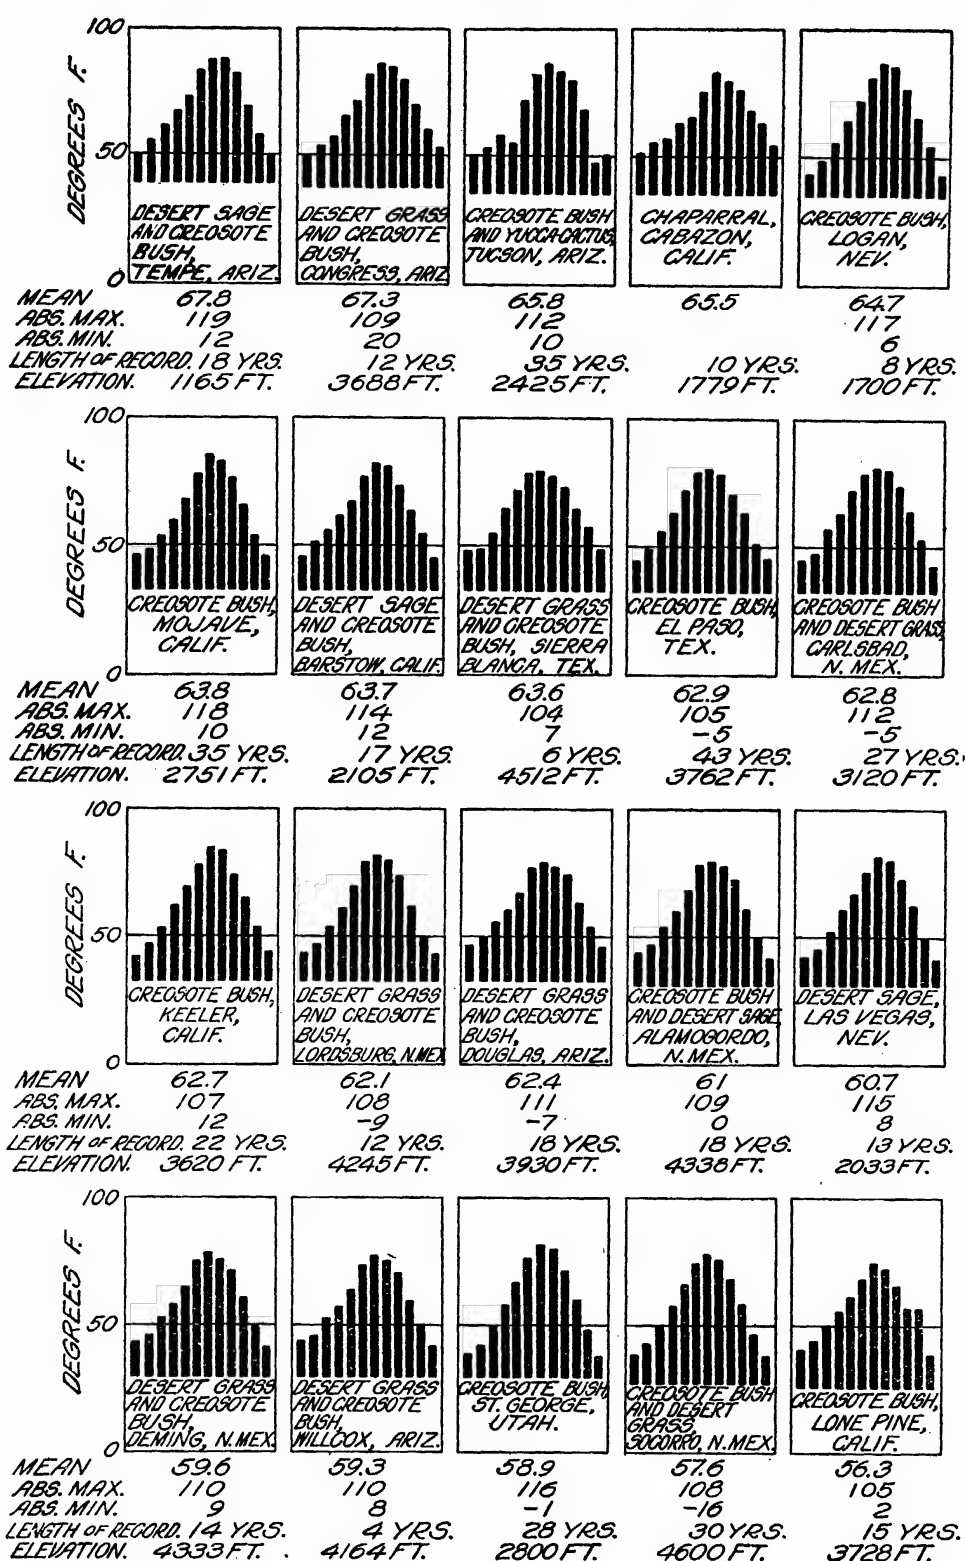 100
DEGREES F.
50
0
DESERT SAGE
AND CREOSOTE
BUSH,
TEMPE, ARIZ.
DESERT GRASS
AND CREOSOTE
BUSH,
CONGRESS, ARIZ.
CREOSOTE BUSH
AND YUCCA-CACTUS,
TUCSON, ARIZ.
CHAPARRAL,
CABAZON,
CALIF.
CREOSOTE BUSH,
LOGAN,
NEV.
MEAN 67.8 67.3 65.8 65.5 64.7
ABS. MAX. 119 109 112 117
ABS. MIN. 12 20 10 6
LENGTH OF RECORD. 18 YRS. 12 YRS. 35 YRS. 10 YRS. 8 YRS.
ELEVATION. 1165 FT. 3688 FT. 2425 FT. 1779 FT. 1700 FT.
100
DEGREES F.
50
0
CREOSOTE BUSH,
MOJAVE,
CALIF.
DESERT SAGE
AND CREOSOTE
BUSH,
BARSTOW, CALIF.
DESERT GRASS
AND CREOSOTE
BUSH, SIERRA
BLANCA, TEX.
CREOSOTE BUSH,
EL PASO,
TEX.
CREOSOTE BUSH
AND DESERT GRASS,
CARLSBAD,
N. MEX.
MEAN 63.8 63.7 63.6 62.9 62.8
ABS. MAX. 118 114 104 105 112
ABS. MIN. 10 12 7 -5 -5
LENGTH OF RECORD. 35 YRS. 17 YRS. 6 YRS. 43 YRS. 27 YRS.
ELEVATION. 2751 FT. 2105 FT. 4512 FT. 3762 FT. 3120 FT.
100
DEGREES F.
50
0
CREOSOTE BUSH,
KEELER,
CALIF.
DESERT GRASS
AND CREOSOTE
BUSH,
LORDSBURG, N.MEX.
DESERT GRASS
AND CREOSOTE
BUSH,
DOUGLAS, ARIZ.
CREOSOTE BUSH
AND DESERT SAGE,
ALAMOGORDO,
N.MEX.
DESERT SAGE,
LAS VEGAS,
NEV.
MEAN 62.7 62.1 62.4 61 60.7
ABS. MAX. 107 108 111 109 115
ABS. MIN. 12 -9 -7 0 8
LENGTH OF RECORD. 22 YRS. 12 YRS. 18 YRS. 18 YRS. 13 YRS.
ELEVATION. 3620 FT. 4245 FT. 3930 FT. 4338 FT. 2033 FT.
100
DEGREES F.
50
0
DESERT GRASS
AND CREOSOTE
BUSH,
DEMING, N.MEX.
DESERT GRASS
AND CREOSOTE
BUSH,
WILLCOX, ARIZ.
CREOSOTE BUSH,
ST. GEORGE,
UTAH.
CREOSOTE BUSH
AND DESERT
GRASS,
SOCORRO, N.MEX.
CREOSOTE BUSH,
LONE PINE,
CALIF.
MEAN 59.6 59.3 58.9 57.6 56.3
ABS. MAX. 110 110 116 108 105
ABS. MIN. 9 8 -1 -16 2
LENGTH OF RECORD. 14 YRS. 4 YRS. 28 YRS. 30 YRS. 15 YRS.
ELEVATION. 4333 FT. 4164 FT. 2800 FT. 4600 FT. 3728 FT.